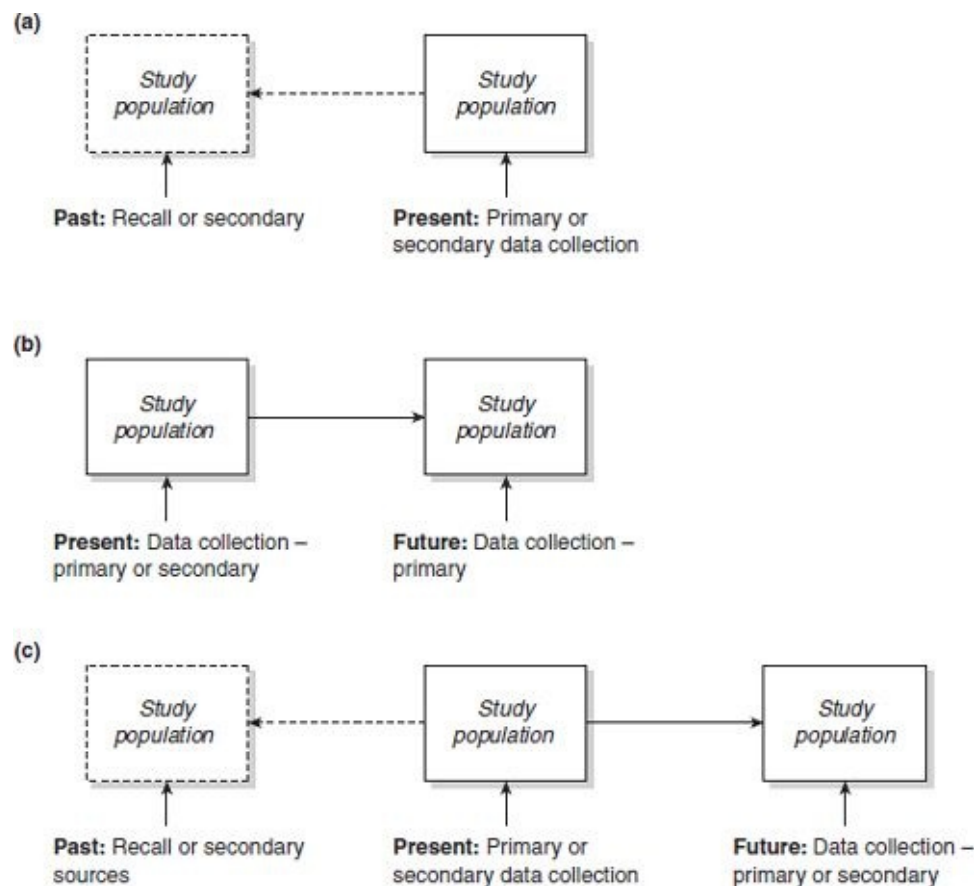 (a)
Study
population
Study
population
Past: Recall or secondary
Present: Primary or
secondary data collection
(b)
Study
population
Study
population
Present: Data collection –
primary or secondary
Future: Data collection –
primary
(c)
Study
population
Study
population
Study
population
Past: Recall or secondary
sources
Present: Primary or
secondary data collection
Future: Data collection –
primary or secondary